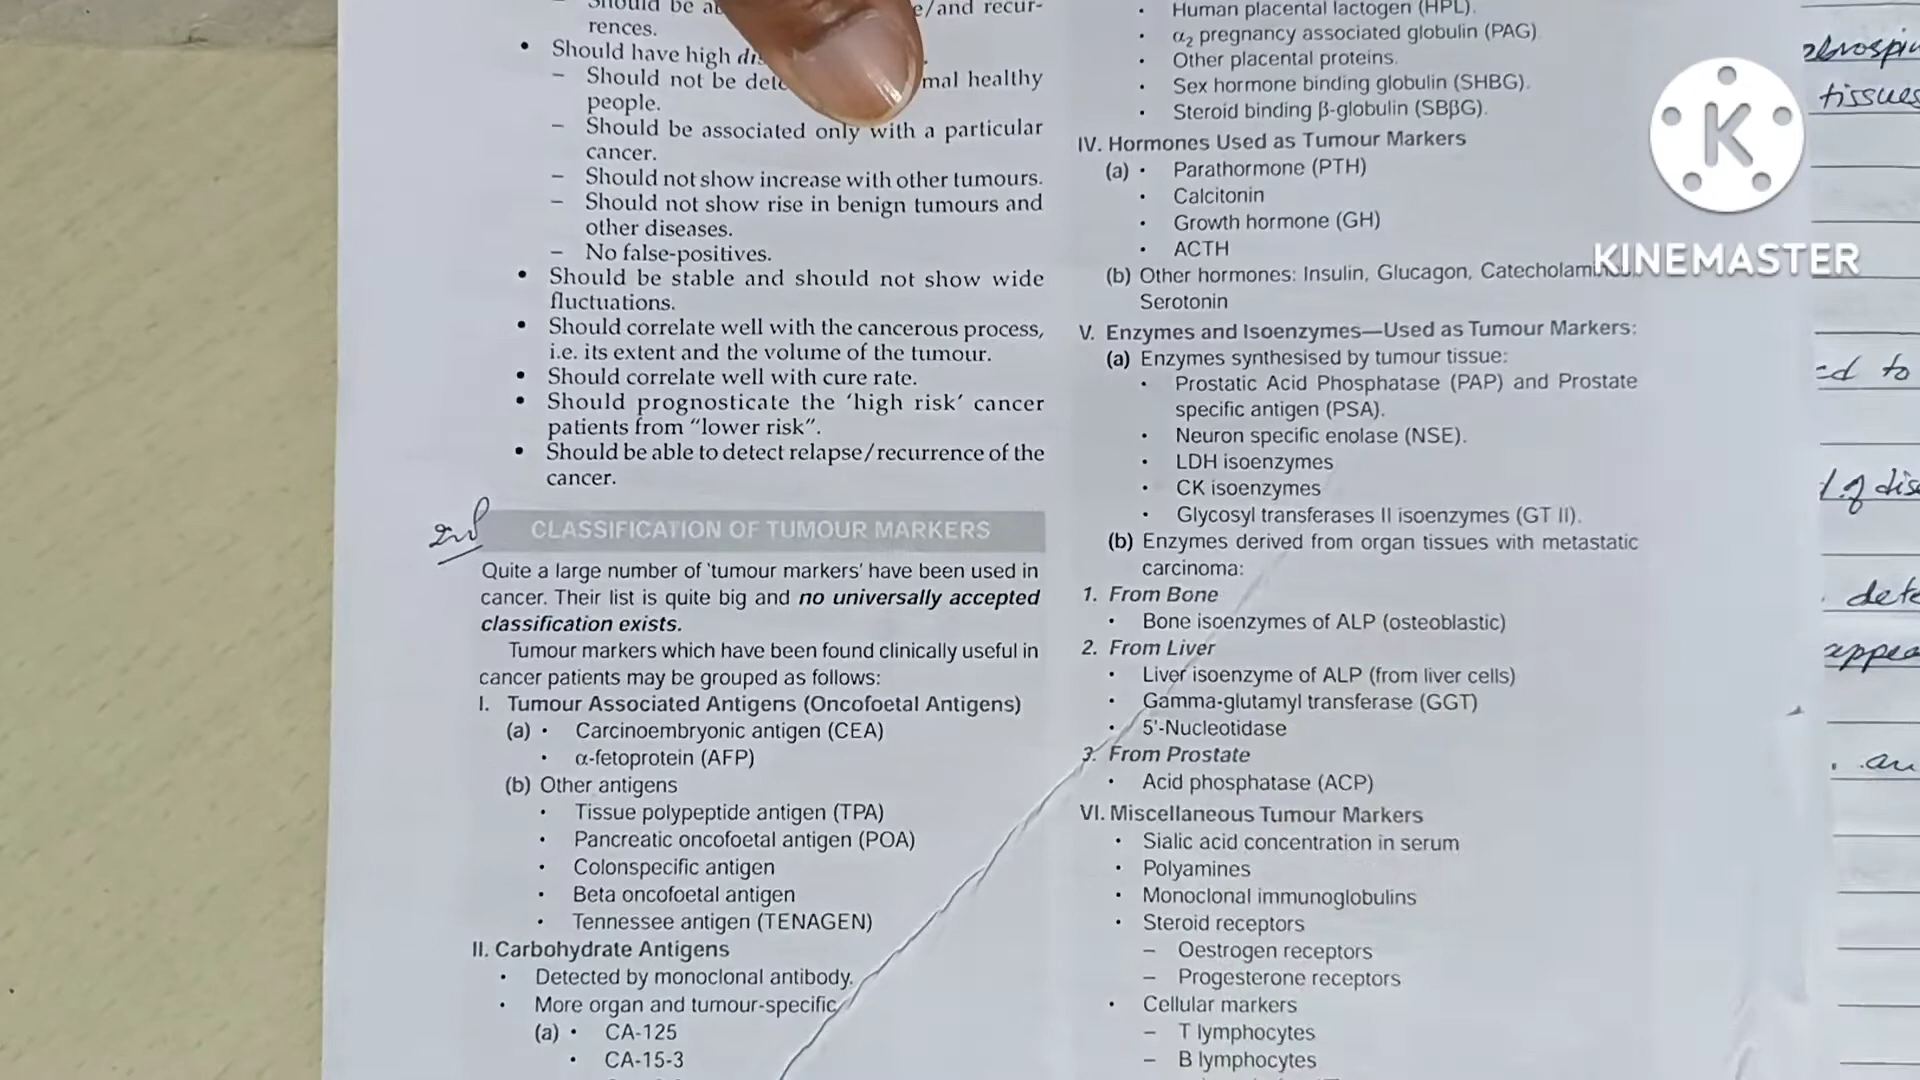 Should be
e/and recur-
rences.
• Should have high
– Should not be mal healthy
people.
– Should be associated only with a particular
cancer.
– Should not show increase with other tumours.
– Should not show rise in benign tumours and
other diseases.
– No false-positives.
• Should be stable and should not show wide
fluctuations.
• Should correlate well with the cancerous process,
i.e. its extent and the volume of the tumour.
• Should correlate well with cure rate.
• Should prognosticate the ‘high risk’ cancer
patients from “lower risk”.
• Should be able to detect relapse/recurrence of the
cancer.
CLASSIFICATION OF TUMOUR MARKERS
Quite a large number of 'tumour markers' have been used in
cancer. Their list is quite big and no universally accepted
classification exists.
Tumour markers which have been found clinically useful in
cancer patients may be grouped as follows:
I. Tumour Associated Antigens (Oncofoetal Antigens)
(a) • Carcinoembryonic antigen (CEA)
• α-fetoprotein (AFP)
(b) Other antigens
• Tissue polypeptide antigen (TPA)
• Pancreatic oncofoetal antigen (POA)
• Colonspecific antigen
• Beta oncofoetal antigen
• Tennessee antigen (TENAGEN)
II. Carbohydrate Antigens
• Detected by monoclonal antibody.
• More organ and tumour-specific
(a) • CA-125
• CA-15-3
• Human placental lactogen (HPL).
• α2 pregnancy associated globulin (PAG)
• Other placental proteins.
• Sex hormone binding globulin (SHBG).
• Steroid binding β-globulin (SBβG).
IV. Hormones Used as Tumour Markers
(a) • Parathormone (PTH)
• Calcitonin
• Growth hormone (GH)
• ACTH
(b) Other hormones: Insulin, Glucagon,
Serotonin
V. Enzymes and Isoenzymes—Used as Tumour Markers:
(a) Enzymes synthesised by tumour tissue:
• Prostatic Acid Phosphatase (PAP) and Prostate
specific antigen (PSA).
• Neuron specific enolase (NSE).
• LDH isoenzymes
• CK isoenzymes
• Glycosyl transferases II isoenzymes (GT II).
(b) Enzymes derived from organ tissues with metastatic
carcinoma:
1. From Bone
• Bone isoenzymes of ALP (osteoblastic)
2. From Liver
• Liver isoenzyme of ALP (from liver cells)
• Gamma-glutamyl transferase (GGT)
• 5'-Nucleotidase
3. From Prostate
• Acid phosphatase (ACP)
VI. Miscellaneous Tumour Markers
• Sialic acid concentration in serum
• Polyamines
• Monoclonal immunoglobulins
• Steroid receptors
– Oestrogen receptors
– Progesterone receptors
• Cellular markers
– T lymphocytes
– B lymphocytes
K
KINEMASTER
tissues
to